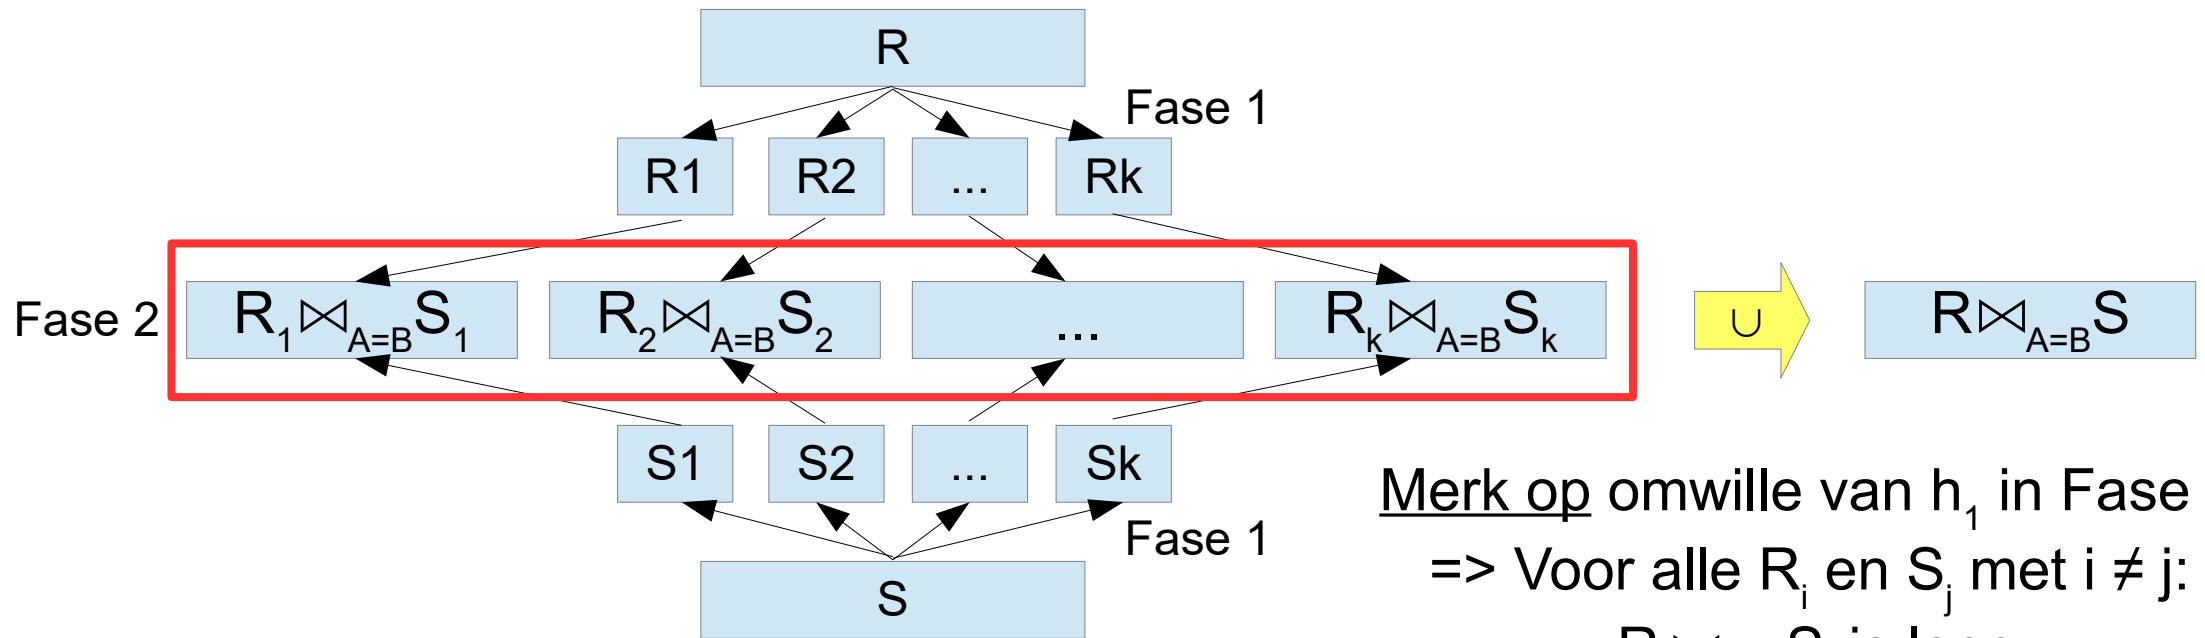 R
Fase 1
R1 R2 ... Rk
Fase 2 R₁⋈A=BS₁ R₂⋈A=BS₂ ... Rk⋈A=BSk ∪ R⋈A=BS
S1 S2 ... Sk
Fase 1
S
Merk op omwille van h₁ in Fase
=> Voor alle Rᵢ en Sⱼ met i ≠ j: